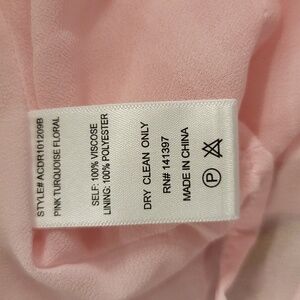 STYLE# ACDR101209B
PINK TURQUOISE FLORAL
SELF: 100% VISCOSE
LINING: 100% POLYESTER
DRY CLEAN ONLY
RN# 141397
MADE IN CHINA
P